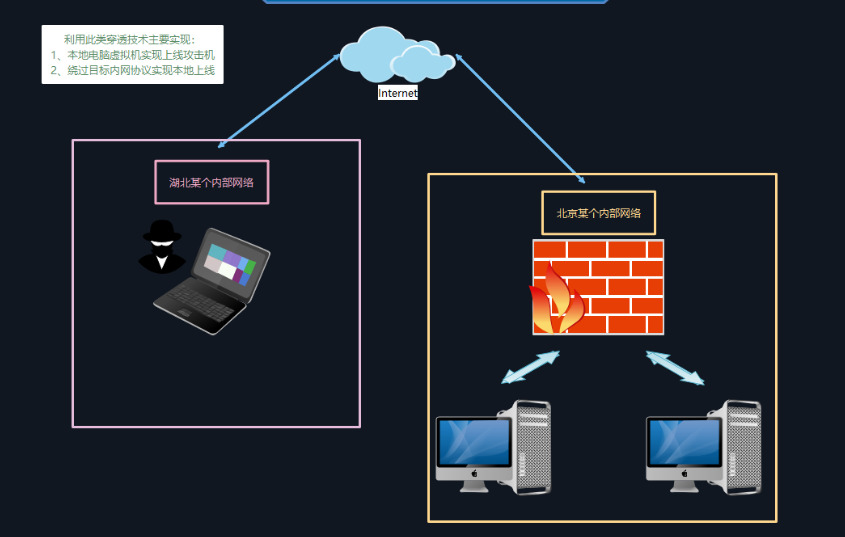 利用此类穿透技术主要实现：
1、本地电脑虚拟机实现上线攻击机
2、绕过目标内网协议实现本地上线
Internet
湖北某个内部网络
北京某个内部网络